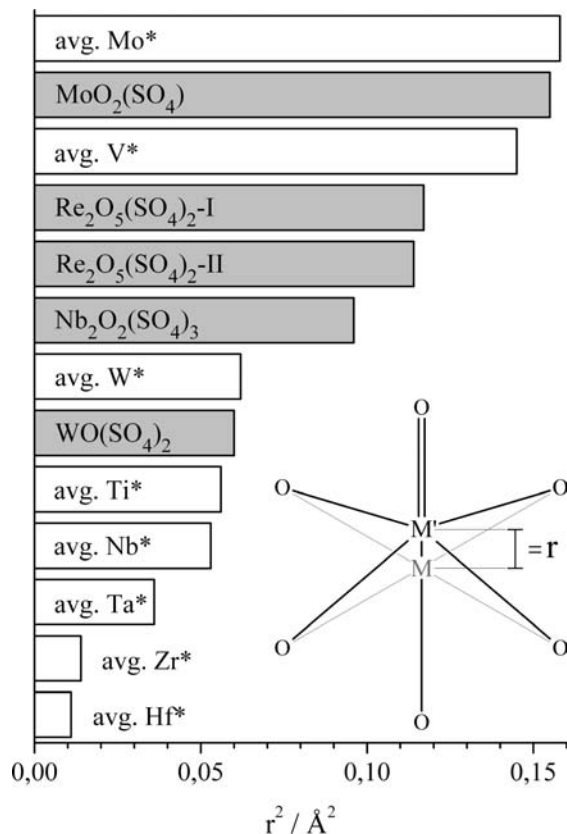 avg. Mo*
MoO₂(SO₄)
avg. V*
Re₂O₅(SO₄)₂-I
Re₂O₅(SO₄)₂-II
Nb₂O₂(SO₄)₃
avg. W*
WO(SO₄)₂
avg. Ti*
avg. Nb*
avg. Ta*
avg. Zr*
avg. Hf*
O
O O
M'
= r
M
O O
O
0,00 0,05 0,10 0,15
r² / Å²